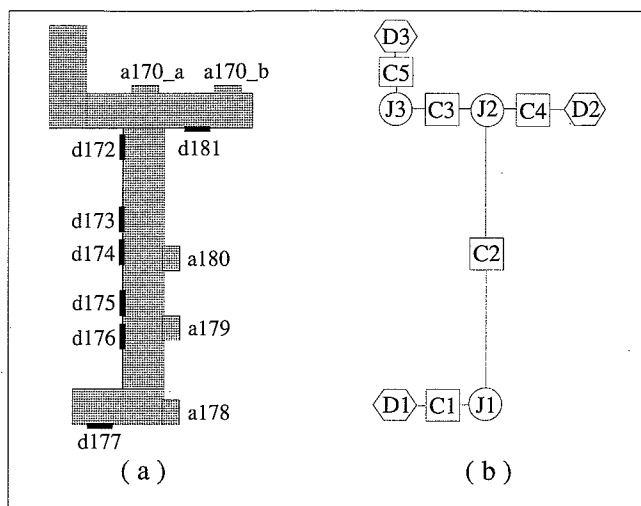 a170_a
a170_b
d172
d181
d173
d174
a180
d175
a179
d176
a178
d177
( a )
D3
C5
J3
C3
J2
C4
D2
C2
D1
C1
J1
( b )